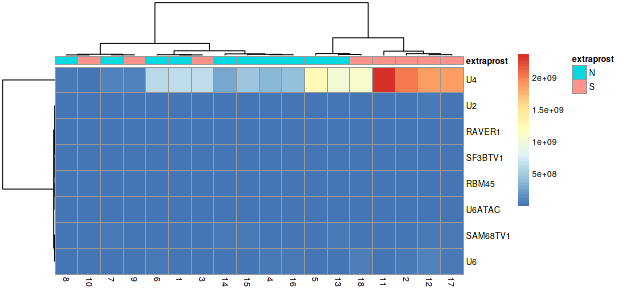 extraprost
U4
U2
RAVER1
SF3BTV1
RBM45
U6ATAC
SAM68TV1
U6
8 10 7 9 6 1 3 14 15 4 16 5 13 18 11 2 12 17
2e+09
1.5e+09
1e+09
5e+08
extraprost
N
S